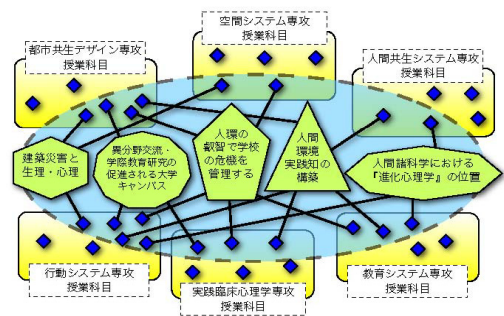 空間システム専攻
授業科目
都市共生デザイン専攻
授業科目
人間共生システム専攻
授業科目
建築災害と
生理・心理
異分野交流・
学際教育研究の
促進される大学
キャンパス
人環の
叡智で学校
の危機を
管理する
人間
環境
実践知の
構築
人間諸科学における
『進化心理学』の位置
行動システム専攻
授業科目
実践臨床心理学専攻
授業科目
教育システム専攻
授業科目